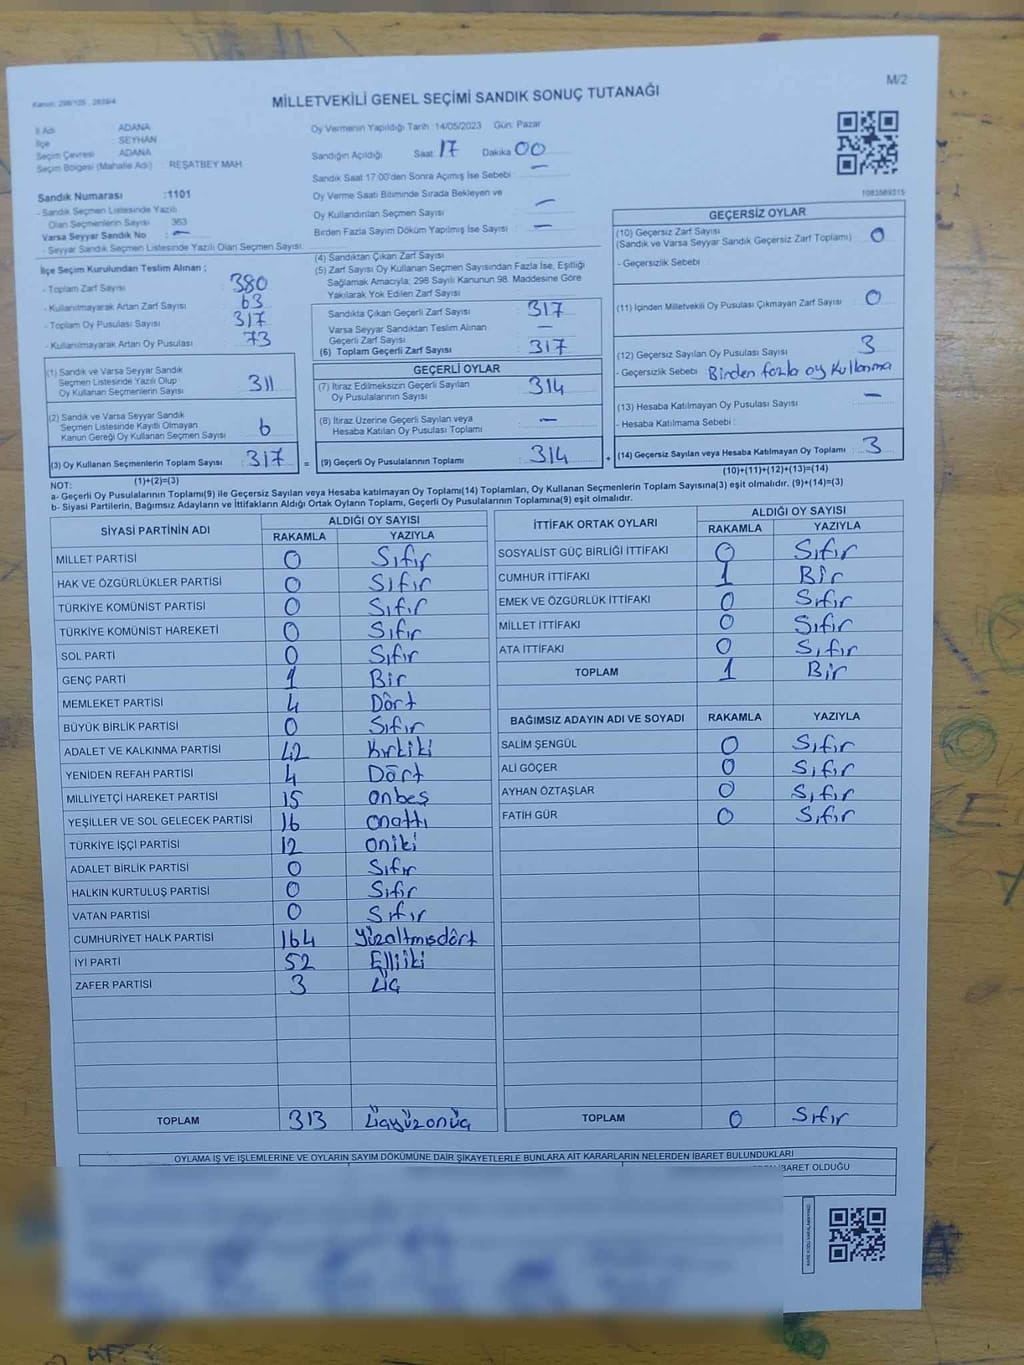 M/2
Kanun: 298/105 , 2839/4
MİLLETVEKİLİ GENEL SEÇİMİ SANDIK SONUÇ TUTANAĞI
İl Adı : ADANA
İlçe : SEYHAN
Seçim Çevresi : ADANA
Seçim Bölgesi (Mahalle Adı) : REŞATBEY MAH.
Oy Vermenin Yapıldığı Tarih :14/05/2023 Gün: Pazar
Sandığın Açıldığı Saat 17 Dakika 00
Sandık Saat 17:00'den Sonra Açımış İse Sebebi : —
Oy Verme Saati Bitiminde Sırada Bekleyen ve
Oy Kullandırılan Seçmen Sayısı : —
Birden Fazla Sayım Döküm Yapılmış İse Sayısı : —
Sandık Numarası :1101
- Sandık Seçmen Listesinde Yazılı
Olan Seçmenlerin Sayısı : 363
Varsa Seyyar Sandık No : —
- Seyyar Sandık Seçmen Listesinde Yazılı Olan Seçmen Sayısı:
İlçe Seçim Kurulundan Teslim Alınan ;
- Toplam Zarf Sayısı : 380
- Kullanılmayarak Artan Zarf Sayısı : 63
- Toplam Oy Pusulası Sayısı : 317
- Kullanılmayarak Artan Oy Pusulası : 73
(1) Sandık ve Varsa Seyyar Sandık
Seçmen Listesinde Yazılı Olup
Oy Kullanan Seçmenlerin Sayısı : 311
(2) Sandık ve Varsa Seyyar Sandık
Seçmen Listesinde Kayıtlı Olmayan
Kanun Gereği Oy Kullanan Seçmen Sayısı : 6
(3) Oy Kullanan Seçmenlerin Toplam Sayısı : 317
(1)+(2)=(3)
(4) Sandıktan Çıkan Zarf Sayısı :
(5) Zarf Sayısı Oy Kullanan Seçmen Sayısından Fazla İse, Eşitliği
Sağlamak Amacıyla; 298 Sayılı Kanunun 98. Maddesine Göre
Yakılarak Yok Edilen Zarf Sayısı :
Sandıkta Çıkan Geçerli Zarf Sayısı : 317
Varsa Seyyar Sandıktan Teslim Alınan
Geçerli Zarf Sayısı : —
(6) Toplam Geçerli Zarf Sayısı : 317
GEÇERLİ OYLAR
(7) İtiraz Edilmeksizin Geçerli Sayılan
Oy Pusulalarının Sayısı : 314
(8) İtiraz Üzerine Geçerli Sayılan veya
Hesaba Katılan Oy Pusulası Toplamı : —
= (9) Geçerli Oy Pusulalarının Toplamı : 314
1083589315
GEÇERSİZ OYLAR
(10) Geçersiz Zarf Sayısı
(Sandık ve Varsa Seyyar Sandık Geçersiz Zarf Toplamı) : 0
- Geçersizlik Sebebi :
(11) İçinden Milletvekili Oy Pusulası Çıkmayan Zarf Sayısı : 0
(12) Geçersiz Sayılan Oy Pusulası Sayısı : 3
- Geçersizlik Sebebi : Birden fazla oy Kullanma
(13) Hesaba Katılmayan Oy Pusulası Sayısı : —
- Hesaba Katılmama Sebebi :
+ (14) Geçersiz Sayılan veya Hesaba Katılmayan Oy Toplamı : 3
(10)+(11)+(12)+(13)=(14)
NOT:
a- Geçerli Oy Pusulalarının Toplamı(9) ile Geçersiz Sayılan veya Hesaba katılmayan Oy Toplamı(14) Toplamları, Oy Kullanan Seçmenlerin Toplam Sayısına(3) eşit olmalıdır. (9)+(14)=(3)
b- Siyasi Partilerin, Bağımsız Adayların ve İttifakların Aldığı Ortak Oyların Toplamı, Geçerli Oy Pusulalarının Toplamına(9) eşit olmalıdır.
SİYASİ PARTİNİN ADI ALDIĞI OY SAYISI
RAKAMLA YAZIYLA
MİLLET PARTİSİ 0 Sıfır
HAK VE ÖZGÜRLÜKLER PARTİSİ 0 Sıfır
TÜRKİYE KOMÜNİST PARTİSİ 0 Sıfır
TÜRKİYE KOMÜNİST HAREKETİ 0 Sıfır
SOL PARTİ 0 Sıfır
GENÇ PARTİ 1 Bir
MEMLEKET PARTİSİ 4 Dört
BÜYÜK BİRLİK PARTİSİ 0 Sıfır
ADALET VE KALKINMA PARTİSİ 42 Kırkiki
YENİDEN REFAH PARTİSİ 4 Dört
MİLLİYETÇİ HAREKET PARTİSİ 15 onbeş
YEŞİLLER VE SOL GELECEK PARTİSİ 16 onaltı
TÜRKİYE İŞÇİ PARTİSİ 12 oniki
ADALET BİRLİK PARTİSİ 0 Sıfır
HALKIN KURTULUŞ PARTİSİ 0 Sıfır
VATAN PARTİSİ 0 Sıfır
CUMHURİYET HALK PARTİSİ 164 Yüzaltmışdört
İYİ PARTİ 52 Elliiki
ZAFER PARTİSİ 3 üç
TOPLAM 313 üçyüzonüç
İTTİFAK ORTAK OYLARI ALDIĞI OY SAYISI
RAKAMLA YAZIYLA
SOSYALİST GÜÇ BİRLİĞİ İTTİFAKI 0 Sıfır
CUMHUR İTTİFAKI 1 Bir
EMEK VE ÖZGÜRLÜK İTTİFAKI 0 Sıfır
MİLLET İTTİFAKI 0 Sıfır
ATA İTTİFAKI 0 Sıfır
TOPLAM 1 Bir
BAĞIMSIZ ADAYIN ADI VE SOYADI RAKAMLA YAZIYLA
SALİM ŞENGÜL 0 Sıfır
ALİ GÖÇER 0 Sıfır
AYHAN ÖZTAŞLAR 0 Sıfır
FATİH GÜR 0 Sıfır
TOPLAM 0 Sıfır
OYLAMA İŞ VE İŞLEMLERİNE VE OYLARIN SAYIM DÖKÜMÜNE DAİR ŞİKAYETLERLE BUNLARA AİT KARARLARIN NELERDEN İBARET BULUNDUKLARI
İBARET OLDUĞU